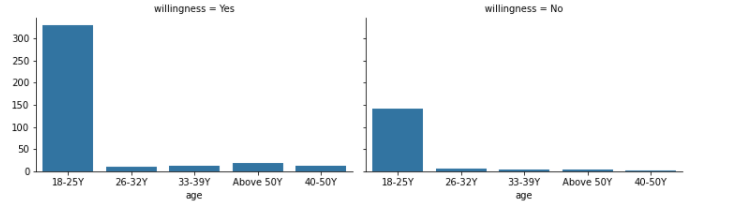 willingness = Yes
300
250
200
150
100
50
0
18-25Y 26-32Y 33-39Y Above 50Y 40-50Y
age
willingness = No
18-25Y 26-32Y 33-39Y Above 50Y 40-50Y
age